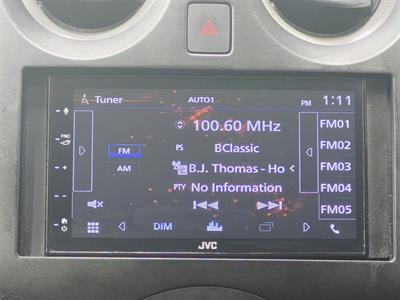 Tuner AUTO1 PM 1:11
100.60 MHz FM01
FNC
FM PS BClassic FM02
AM B.J. Thomas - Ho FM03
PTY No Information FM04
FM05
DIM
JVC